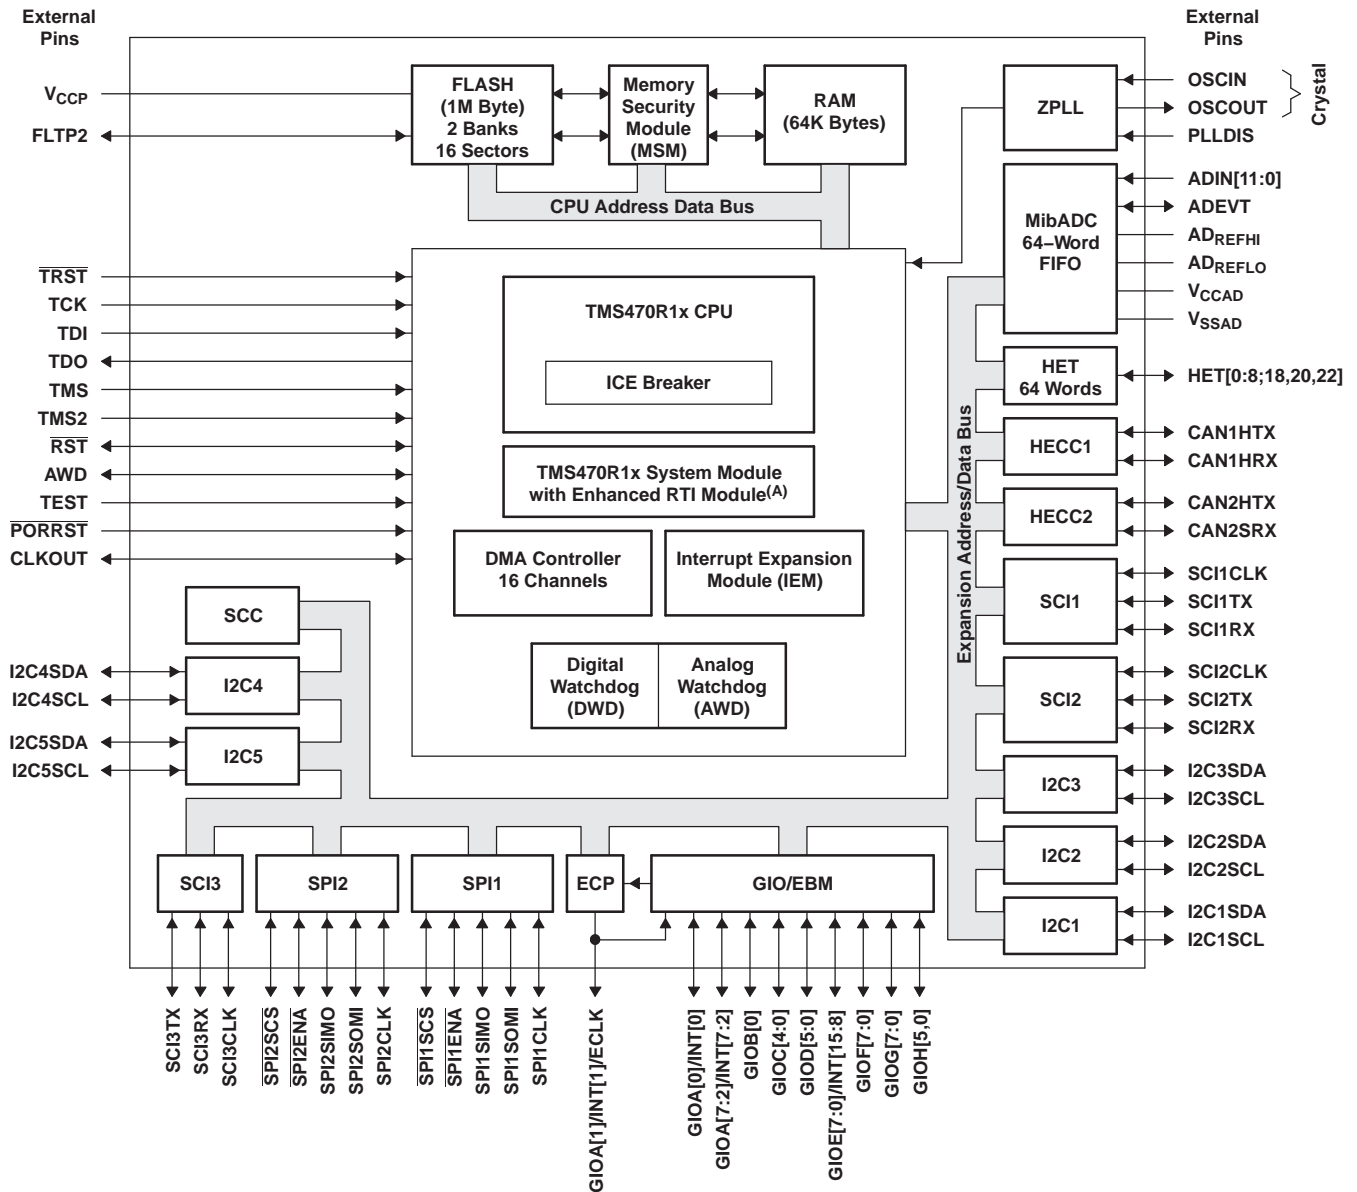 External
Pins
External
Pins
V_CCP
FLTP2
FLASH
(1M Byte)
2 Banks
16 Sectors
Memory
Security
Module
(MSM)
RAM
(64K Bytes)
CPU Address Data Bus
ZPLL
OSCIN
OSCOUT
PLLDIS
Crystal
MibADC
64–Word
FIFO
ADIN[11:0]
ADEVT
AD_REFHI
AD_REFLO
V_CCAD
V_SSAD
TRST
TCK
TDI
TDO
TMS
TMS2
RST
AWD
TEST
PORRST
CLKOUT
TMS470R1x CPU
ICE Breaker
TMS470R1x System Module
with Enhanced RTI Module(A)
DMA Controller
16 Channels
Interrupt Expansion
Module (IEM)
Digital
Watchdog
(DWD)
Analog
Watchdog
(AWD)
Expansion Address/Data Bus
HET
64 Words
HET[0:8;18,20,22]
HECC1
CAN1HTX
CAN1HRX
HECC2
CAN2HTX
CAN2SRX
SCI1
SCI1CLK
SCI1TX
SCI1RX
SCI2
SCI2CLK
SCI2TX
SCI2RX
I2C3
I2C3SDA
I2C3SCL
I2C2
I2C2SDA
I2C2SCL
I2C1
I2C1SDA
I2C1SCL
SCC
I2C4SDA
I2C4SCL
I2C4
I2C5SDA
I2C5SCL
I2C5
SCI3
SPI2
SPI1
ECP
GIO/EBM
SCI3TX
SCI3RX
SCI3CLK
SPI2SCS
SPI2ENA
SPI2SIMO
SPI2SOMI
SPI2CLK
SPI1SCS
SPI1ENA
SPI1SIMO
SPI1SOMI
SPI1CLK
GIOA[1]/INT[1]/ECLK
GIOA[0]/INT[0]
GIOA[7:2]/INT[7:2]
GIOB[0]
GIOC[4:0]
GIOD[5:0]
GIOE[7:0]/INT[15:8]
GIOF[7:0]
GIOG[7:0]
GIOH[5,0]